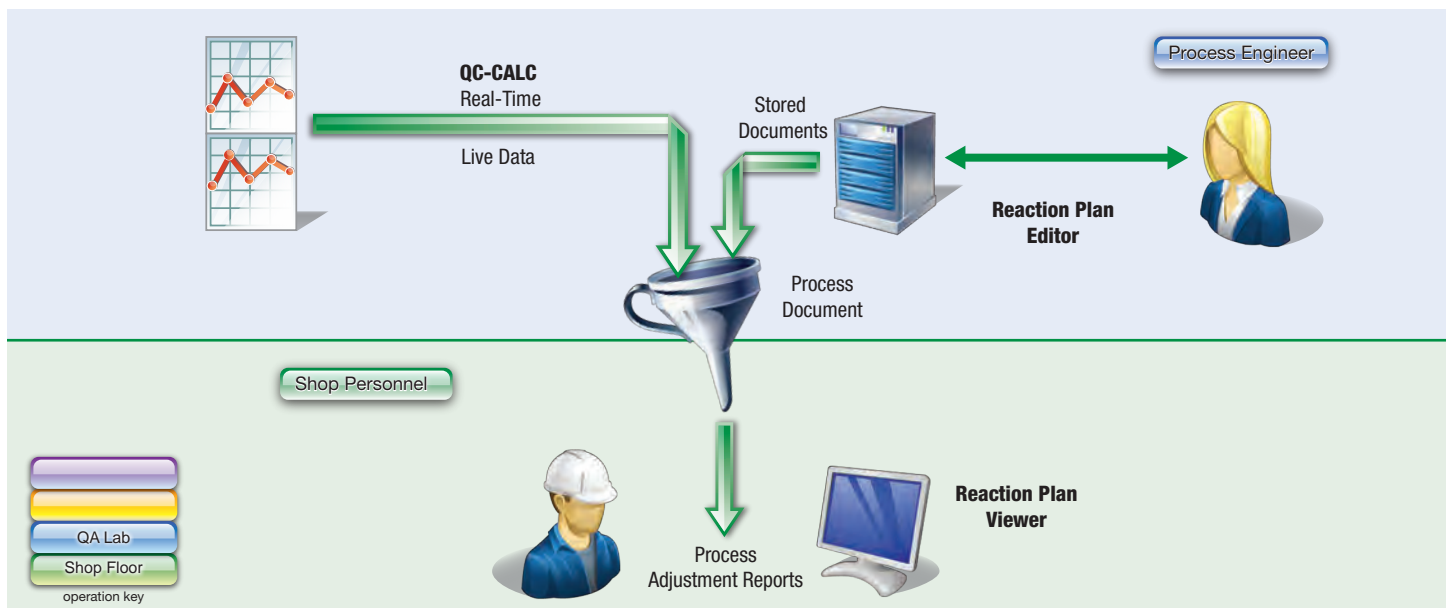 Process Engineer
QC-CALC
Real-Time
Live Data
Stored
Documents
Reaction Plan
Editor
Process
Document
Shop Personnel
QA Lab
Shop Floor
operation key
Process
Adjustment Reports
Reaction Plan
Viewer